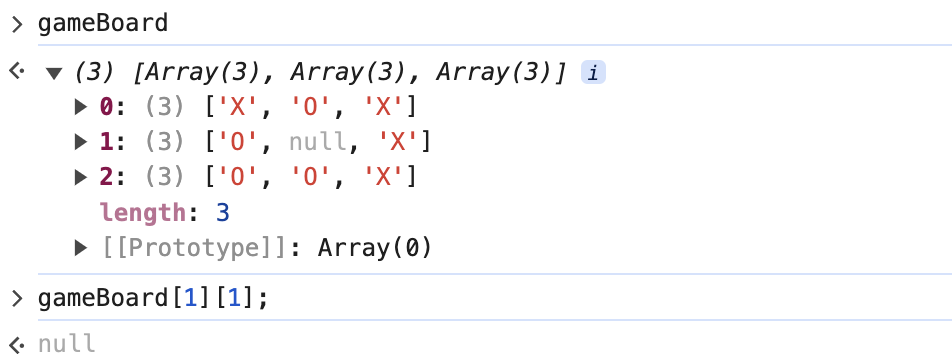 > gameBoard
<· ▼ (3) [Array(3), Array(3), Array(3)] i
▶ 0: (3) ['X', 'O', 'X']
▶ 1: (3) ['O', null, 'X']
▶ 2: (3) ['O', 'O', 'X']
length: 3
▶ [[Prototype]]: Array(0)
> gameBoard[1][1];
<· null